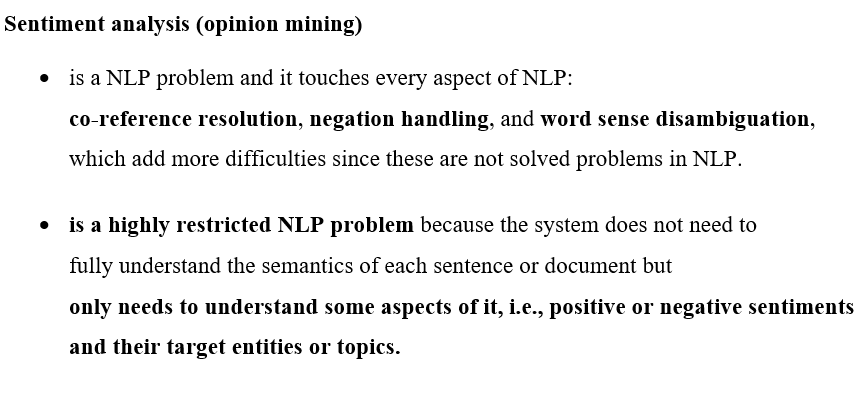 Sentiment analysis (opinion mining)
• is a NLP problem and it touches every aspect of NLP:
co-reference resolution, negation handling, and word sense disambiguation,
which add more difficulties since these are not solved problems in NLP.
• is a highly restricted NLP problem because the system does not need to
fully understand the semantics of each sentence or document but
only needs to understand some aspects of it, i.e., positive or negative sentiments
and their target entities or topics.